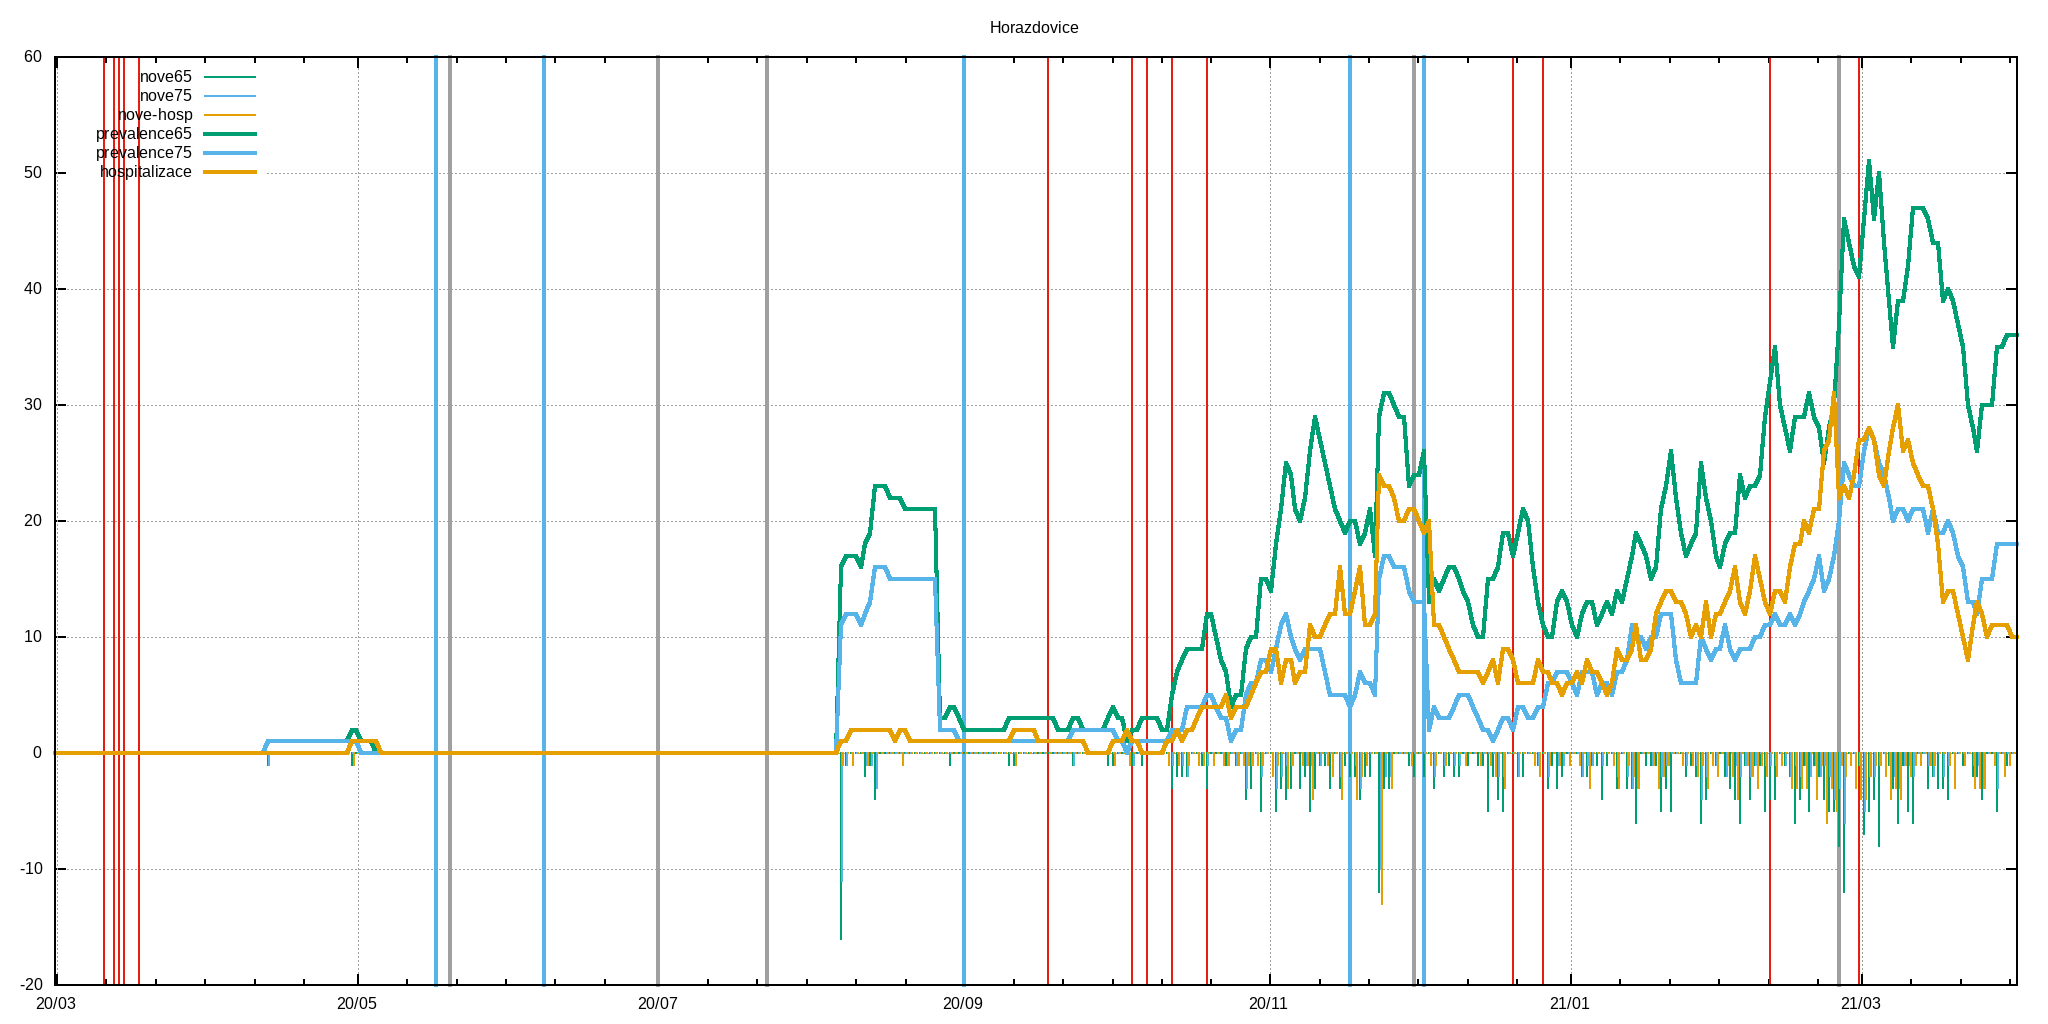 Horazdovice
60
nove65
nove75
nove-hosp
prevalence65
prevalence75
hospitalizace
50
40
30
20
10
0
-10
-20
20/03 20/05 20/07 20/09 20/11 21/01 21/03